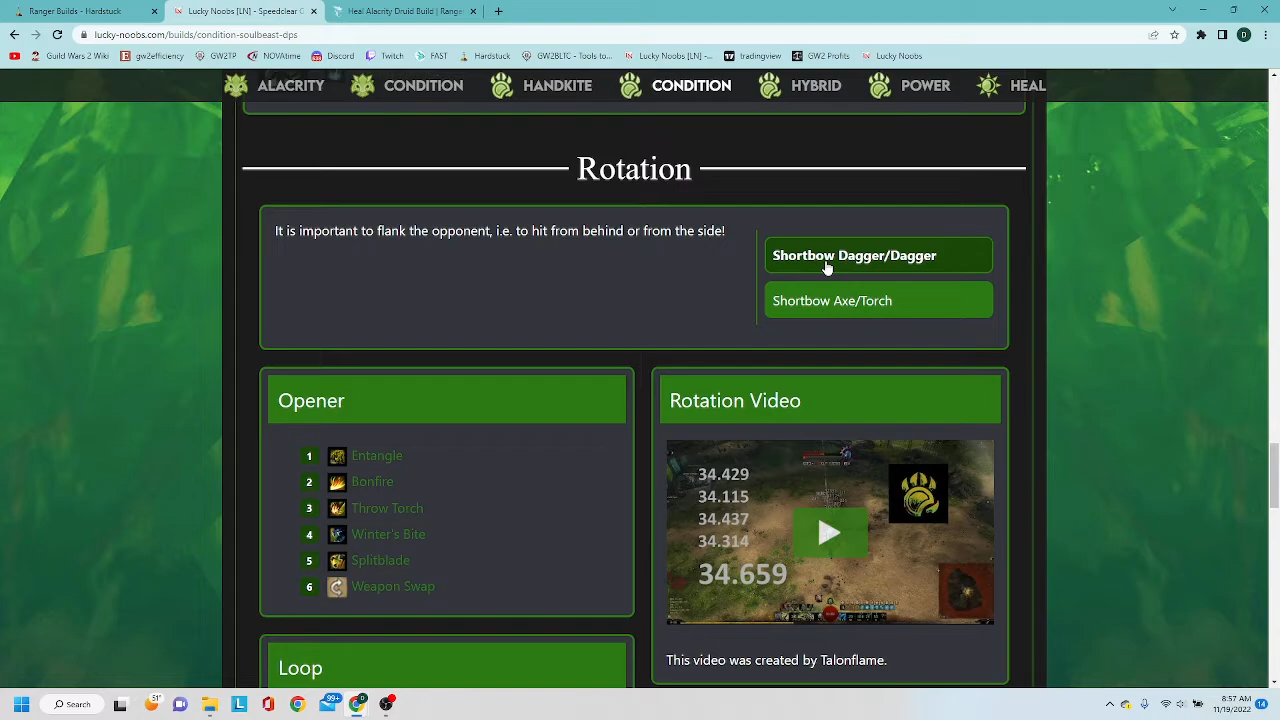 Ranger Builds - Hardstuck
Lucky Noobs [LN] - Speedclear G
Heal Alacrity Druid | Ranger
lucky-noobs.com/builds/condition-soulbeast-dps
D
Guild Wars 2
gw2efficiency
GW2TP
NOVAtime
Discord
Twitch
FAST
Hardstuck
GW2BLTC - Tools to...
Lucky Noobs [LN] -...
tradingview
GW2 Profits
Lucky Noobs
ALACRITY
CONDITION
HANDKITE
CONDITION
HYBRID
POWER
HEAL
Rotation
It is important to flank the opponent, i.e. to hit from behind or from the side!
Shortbow Dagger/Dagger
Shortbow Axe/Torch
Opener
1 Entangle
2 Bonfire
3 Throw Torch
4 Winter's Bite
5 Splitblade
6 Weapon Swap
Loop
Rotation Video
34.429
34.115
34.437
34.314
34.659
This video was created by Talonflame.
Search
51°
99+
8:57 AM
11/19/2022
14